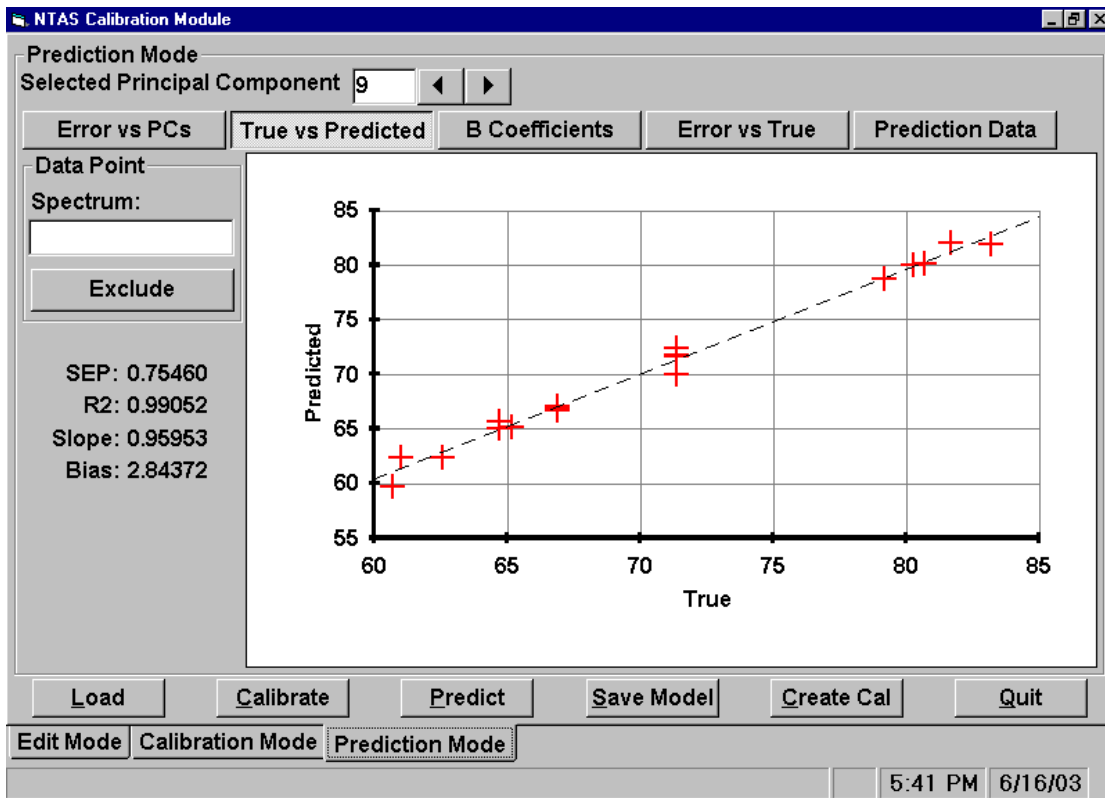 NTAS Calibration Module
Prediction Mode
Selected Principal Component 9
Error vs PCs True vs Predicted B Coefficients Error vs True Prediction Data
Data Point
Spectrum:
Exclude
SEP: 0.75460
R2: 0.99052
Slope: 0.95953
Bias: 2.84372
Predicted
85
80
75
70
65
60
55
60 65 70 75 80 85
True
Load Calibrate Predict Save Model Create Cal Quit
Edit Mode Calibration Mode Prediction Mode
5:41 PM 6/16/03